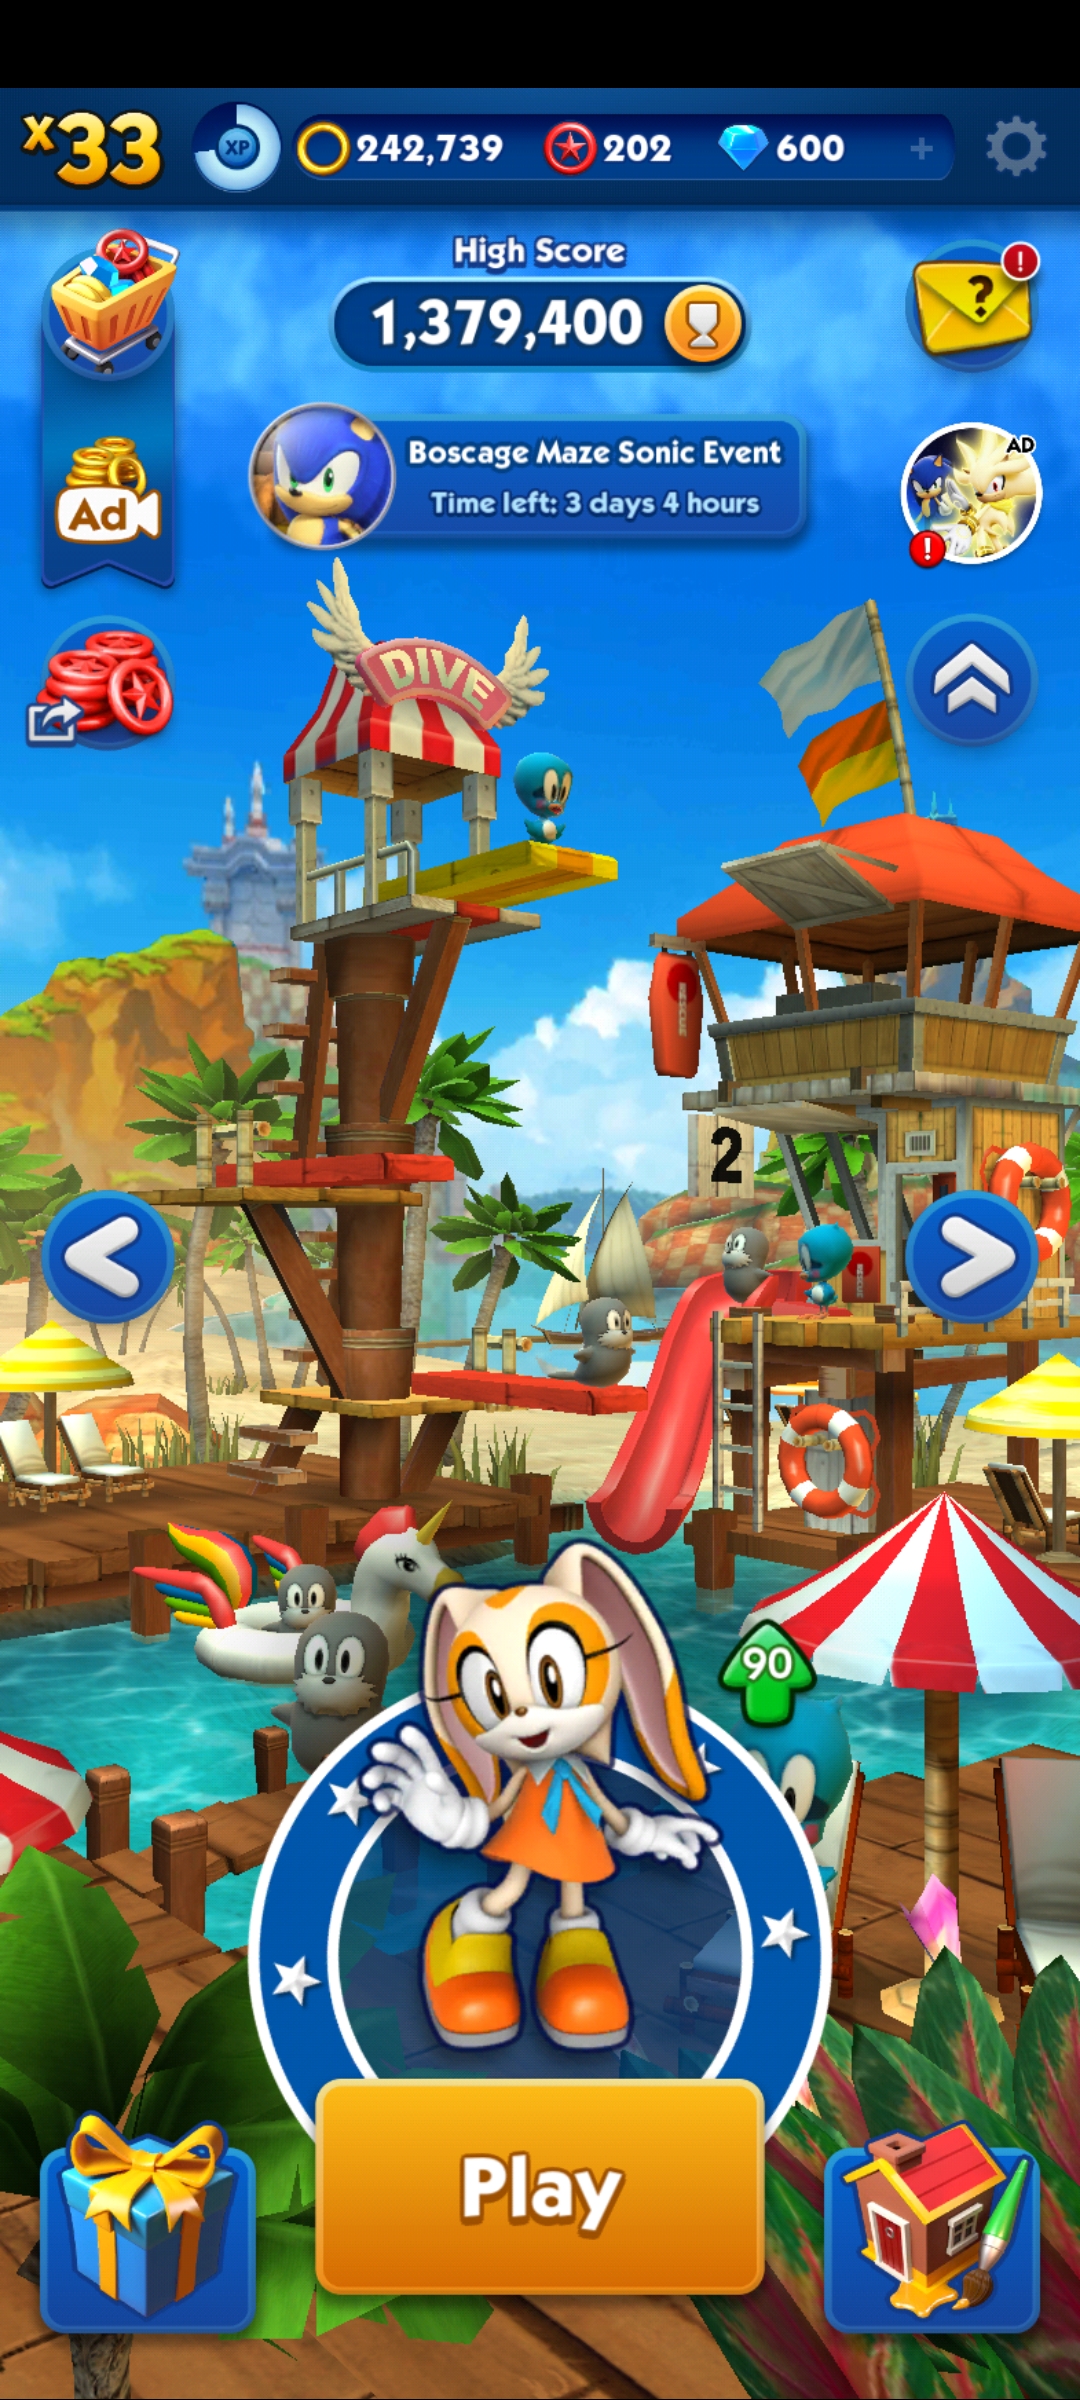 x33
XP
242,739
202
600
+
High Score
1,379,400
?
!
Boscage Maze Sonic Event
Time left: 3 days 4 hours
AD
!
Ad
DIVE
RESCUE
2
90
Play